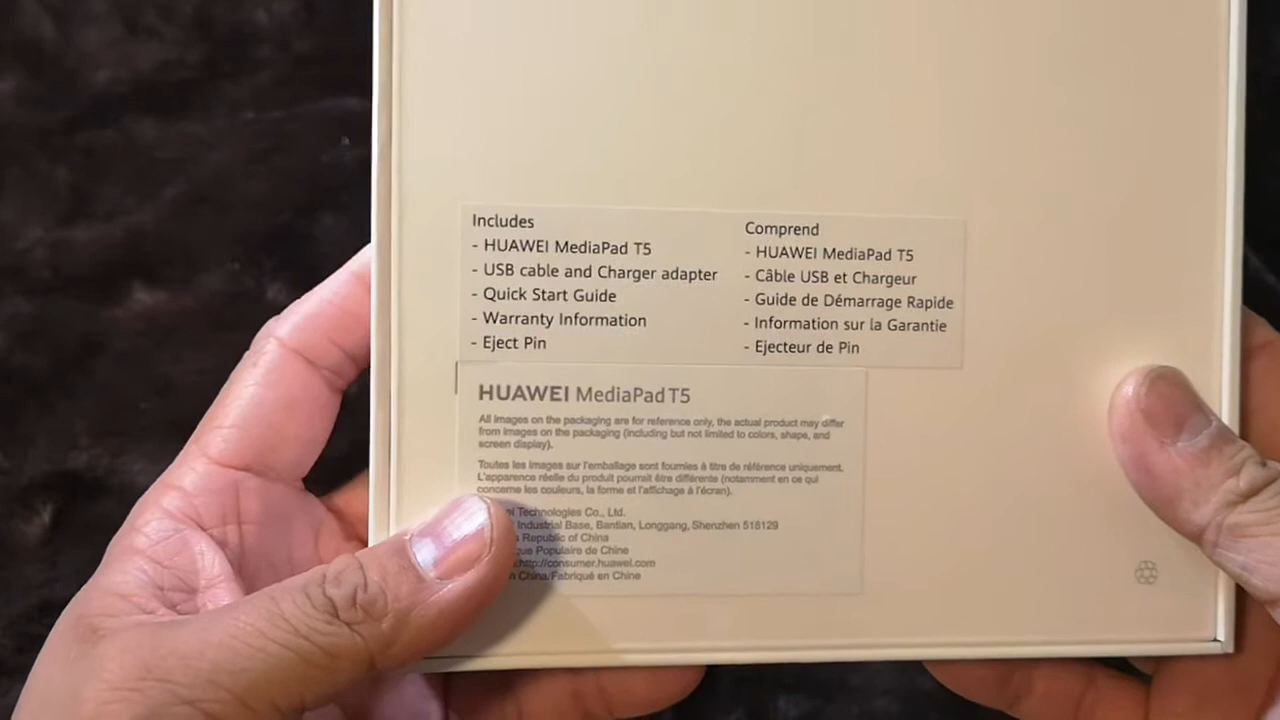 Includes
- HUAWEI MediaPad T5
- USB cable and Charger adapter
- Quick Start Guide
- Warranty Information
- Eject Pin
Comprend
- HUAWEI MediaPad T5
- Câble USB et Chargeur
- Guide de Démarrage Rapide
- Information sur la Garantie
- Ejecteur de Pin
HUAWEI MediaPad T5
All images on the packaging are for reference only, the actual product may differ
from images on the packaging (including but not limited to colors, shape, and
screen display).
Toutes les images sur l'emballage sont fournies à titre de référence uniquement.
L'apparence réelle du produit pourrait être différente (notamment en ce qui
concerne les couleurs, la forme et l'affichage à l'écran).
Technologies Co., Ltd.
Industrial Base, Bantian, Longgang, Shenzhen 518129
Republic of China
Populaire de Chine
http://consumer.huawei.com
China/Fabriqué en Chine